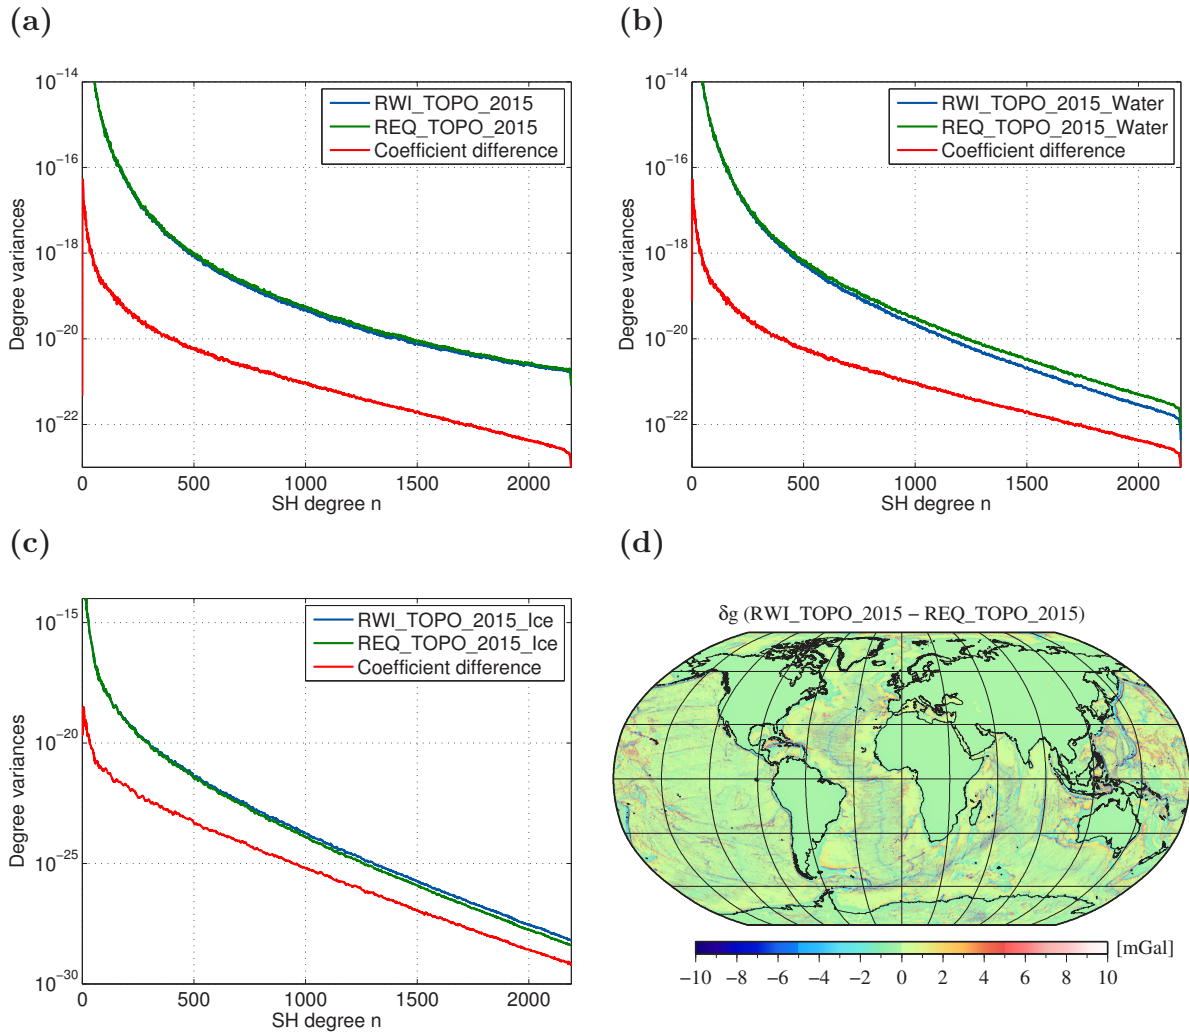 (a)
10^-14
10^-16
10^-18
10^-20
10^-22
Degree variances
RWI_TOPO_2015
REQ_TOPO_2015
Coefficient difference
0 500 1000 1500 2000
SH degree n
(b)
10^-14
10^-16
10^-18
10^-20
10^-22
Degree variances
RWI_TOPO_2015_Water
REQ_TOPO_2015_Water
Coefficient difference
0 500 1000 1500 2000
SH degree n
(c)
10^-15
10^-20
10^-25
10^-30
Degree variances
RWI_TOPO_2015_Ice
REQ_TOPO_2015_Ice
Coefficient difference
0 500 1000 1500 2000
SH degree n
(d)
δg (RWI_TOPO_2015 − REQ_TOPO_2015)
[mGal]
−10 −8 −6 −4 −2 0 2 4 6 8 10